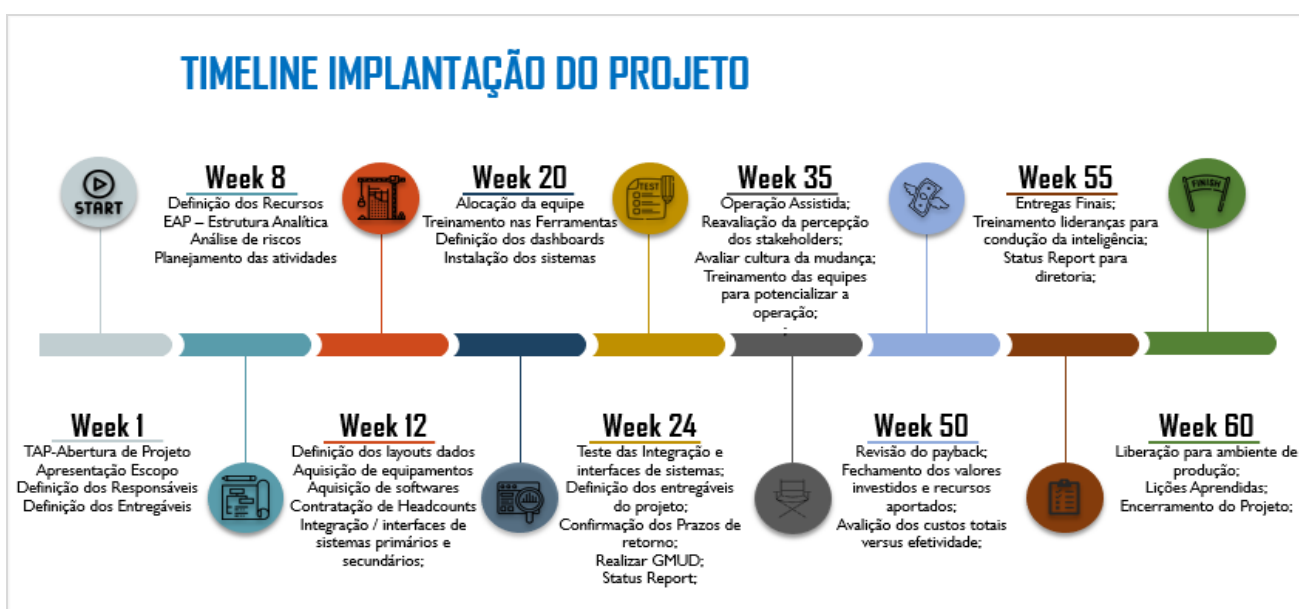 TIMELINE IMPLANTAÇÃO DO PROJETO
START
Week 1
TAP-Abertura de Projeto
Apresentação Escopo
Definição dos Responsáveis
Definição dos Entregáveis
Week 8
Definição dos Recursos
EAP – Estrutura Analítica
Análise de riscos
Planejamento das atividades
Week 12
Definição dos layouts dados
Aquisição de equipamentos
Aquisição de softwares
Contratação de Headcounts
Integração / interfaces de
sistemas primários e
secundários;
Week 20
Alocação da equipe
Treinamento nas Ferramentas
Definição dos dashboards
Instalação dos sistemas
TEST
Week 24
Teste das Integração e
interfaces de sistemas;
Definição dos entregáveis
do projeto;
Confirmação dos Prazos de
retorno;
Realizar GMUD;
Status Report;
Week 35
Operação Assistida;
Reavaliação da percepção
dos stakeholders;
Avaliar cultura da mudança;
Treinamento das equipes
para potencializar a
operação;
Week 50
Revisão do payback;
Fechamento dos valores
investidos e recursos
aportados;
Avalição dos custos totais
versus efetividade;
Week 55
Entregas Finais;
Treinamento lideranças para
condução da inteligência;
Status Report para
diretoria;
FINISH
Week 60
Liberação para ambiente de
produção;
Lições Aprendidas;
Encerramento do Projeto;